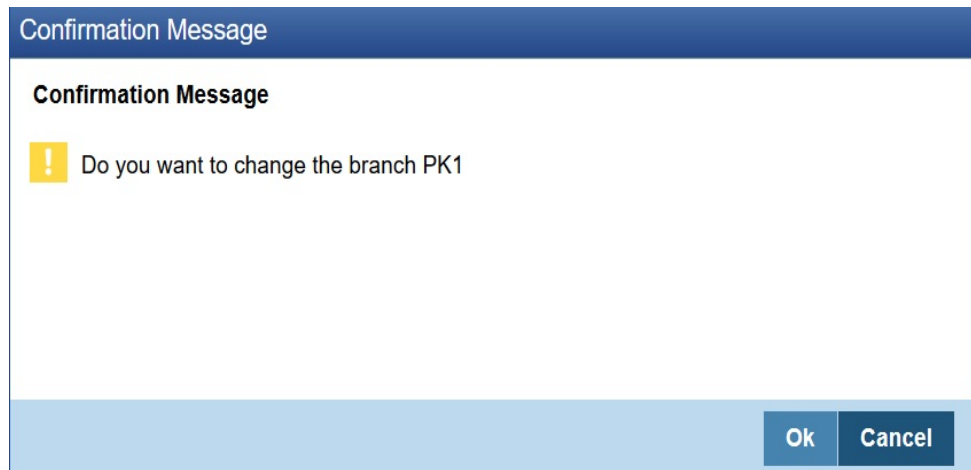 Confirmation Message
Confirmation Message
! Do you want to change the branch PK1
Ok Cancel